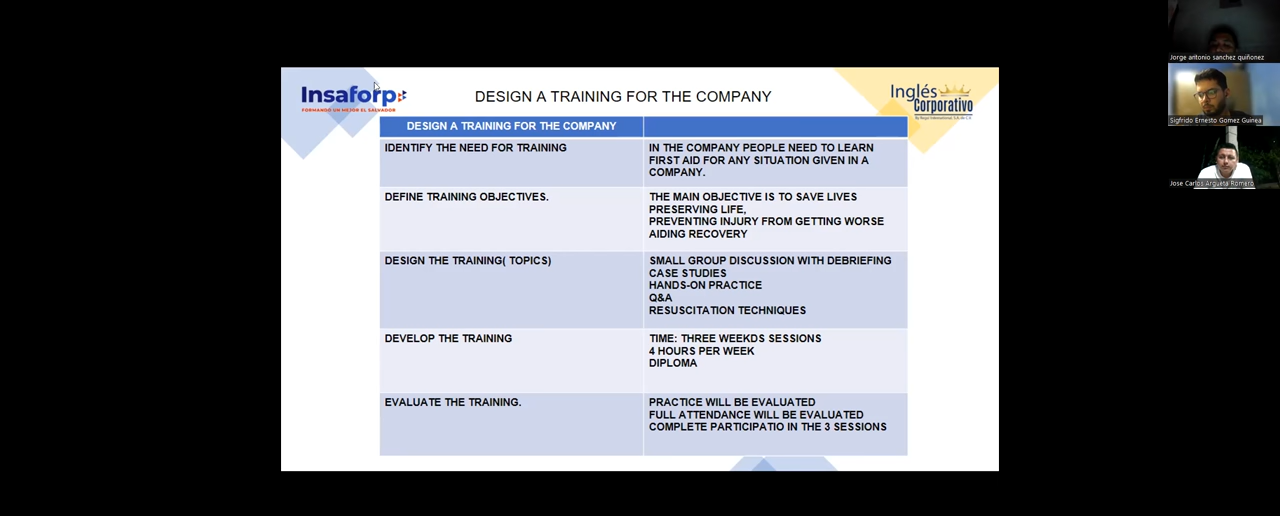 Insaforp
FORMANDO UN MEJOR EL SALVADOR
DESIGN A TRAINING FOR THE COMPANY
Inglés
Corporativo
DESIGN A TRAINING FOR THE COMPANY
IDENTIFY THE NEED FOR TRAINING
IN THE COMPANY PEOPLE NEED TO LEARN
FIRST AID FOR ANY SITUATION GIVEN IN A
COMPANY.
DEFINE TRAINING OBJECTIVES.
THE MAIN OBJECTIVE IS TO SAVE LIVES
PRESERVING LIFE,
PREVENTING INJURY FROM GETTING WORSE
AIDING RECOVERY
DESIGN THE TRAINING( TOPICS)
SMALL GROUP DISCUSSION WITH DEBRIEFING
CASE STUDIES
HANDS-ON PRACTICE
Q&A
RESUSCITATION TECHNIQUES
DEVELOP THE TRAINING
TIME: THREE WEEKDS SESSIONS
4 HOURS PER WEEK
DIPLOMA
EVALUATE THE TRAINING.
PRACTICE WILL BE EVALUATED
FULL ATTENDANCE WILL BE EVALUATED
COMPLETE PARTICIPATIO IN THE 3 SESSIONS
Jorge antonio sanchez quiñonez
Sigfrido Ernesto Gomez Guinea
Jose Carlos Argueta Romero